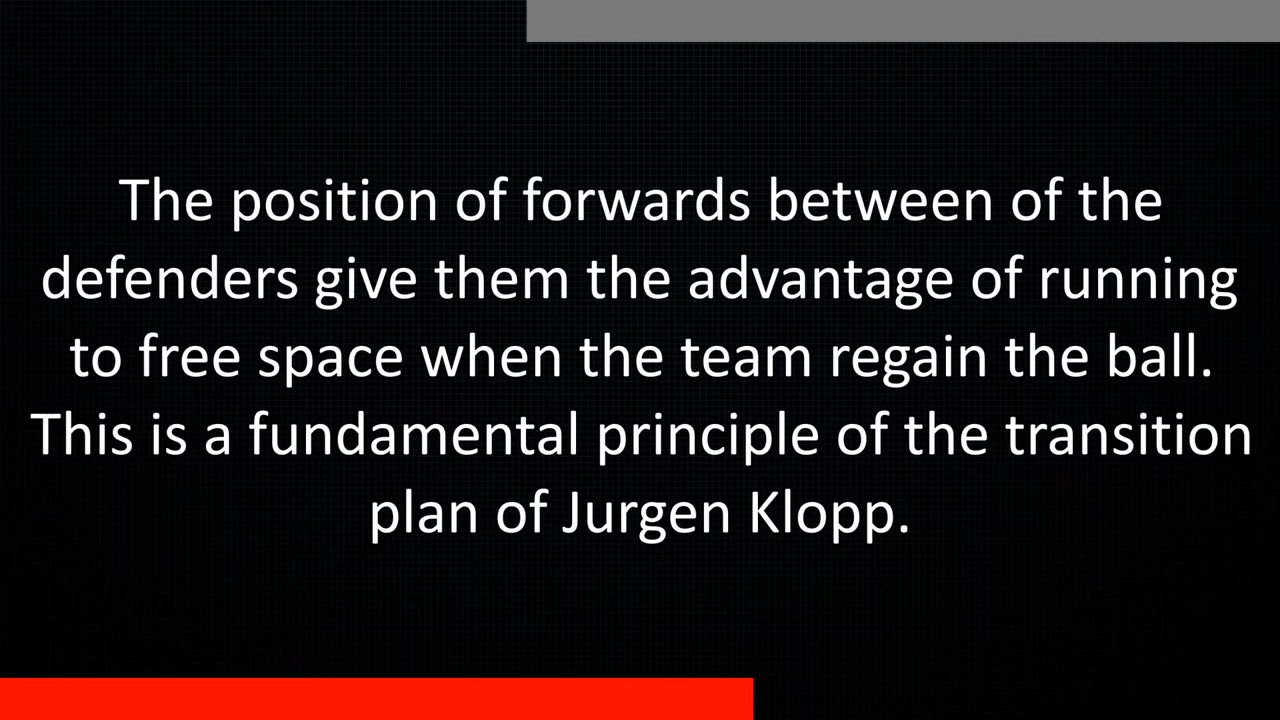 The position of forwards between of the
defenders give them the advantage of running
to free space when the team regain the ball.
This is a fundamental principle of the transition
plan of Jurgen Klopp.